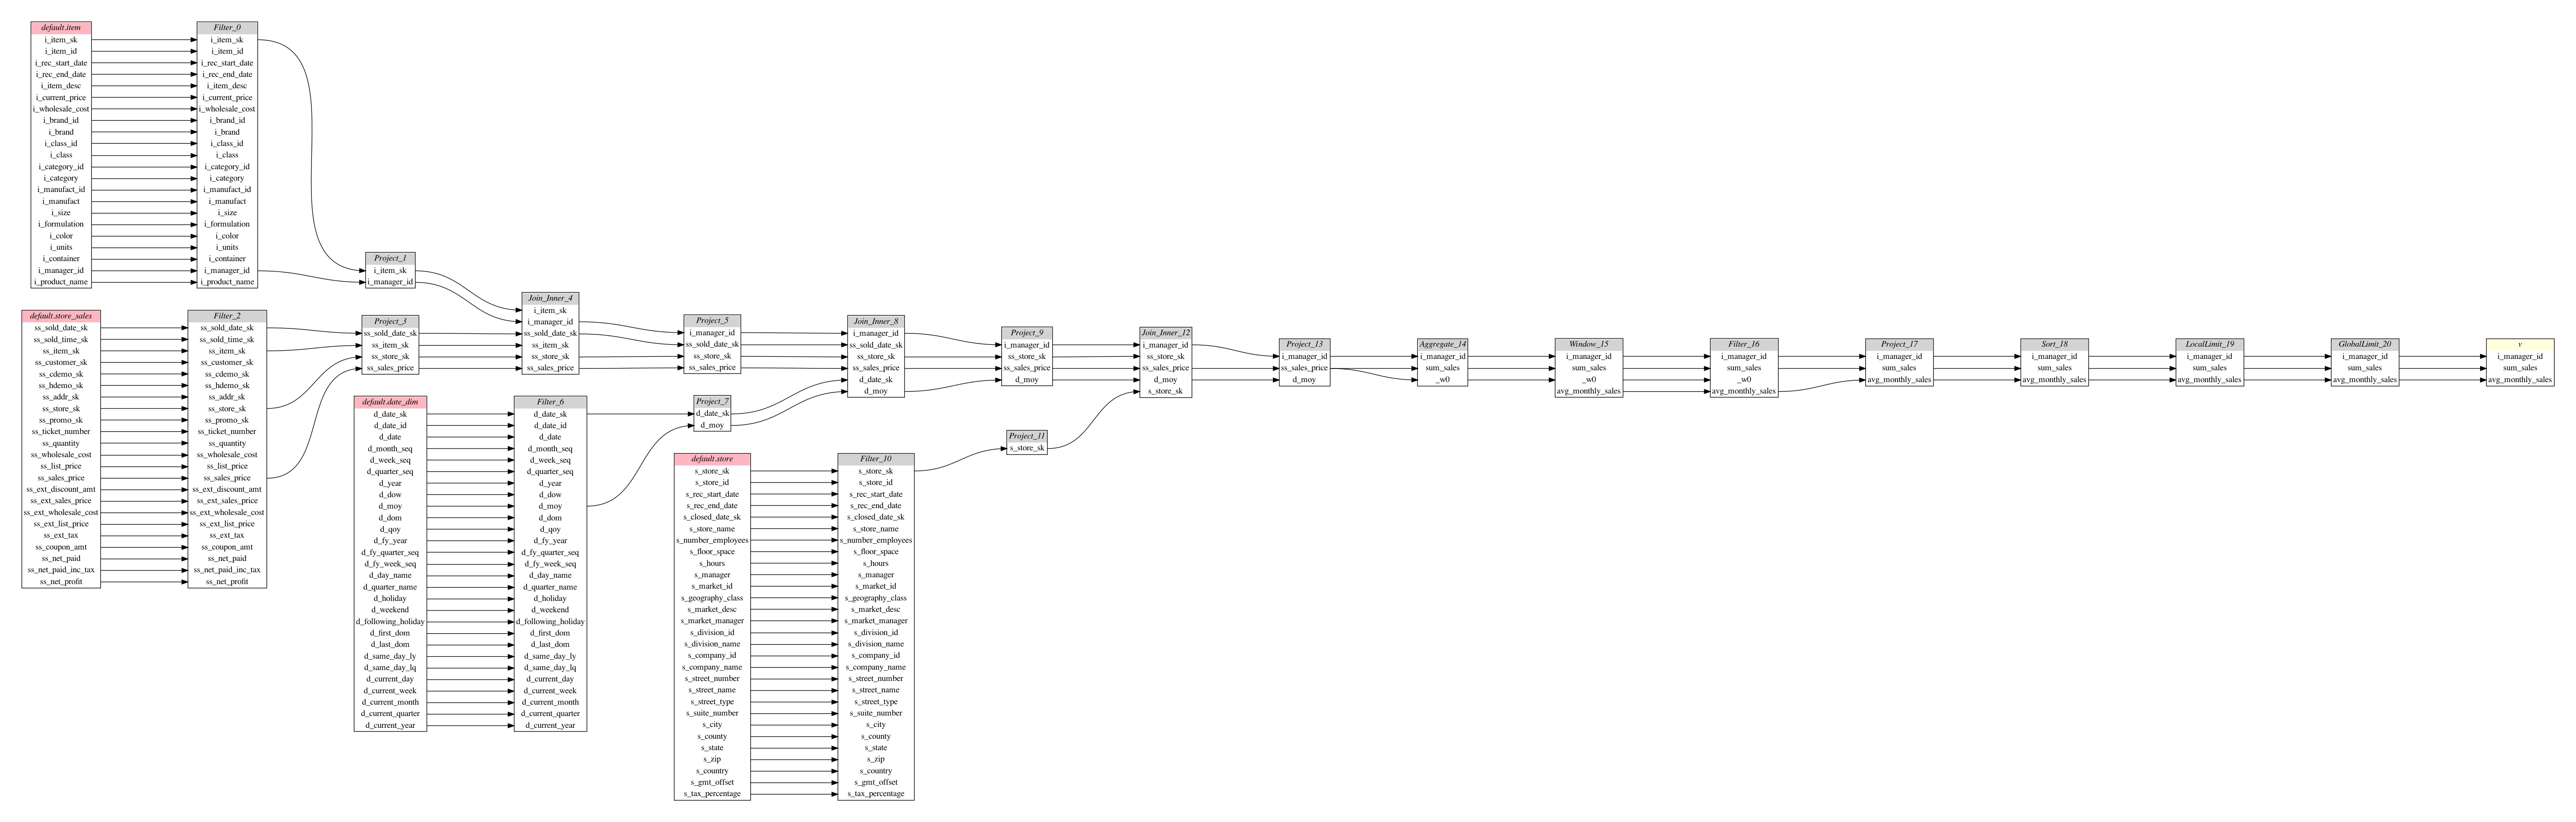 default.item
i_item_sk
i_item_id
i_rec_start_date
i_rec_end_date
i_item_desc
i_current_price
i_wholesale_cost
i_brand_id
i_brand
i_class_id
i_class
i_category_id
i_category
i_manufact_id
i_manufact
i_size
i_formulation
i_color
i_units
i_container
i_manager_id
i_product_name
Filter_0
i_item_sk
i_item_id
i_rec_start_date
i_rec_end_date
i_item_desc
i_current_price
i_wholesale_cost
i_brand_id
i_brand
i_class_id
i_class
i_category_id
i_category
i_manufact_id
i_manufact
i_size
i_formulation
i_color
i_units
i_container
i_manager_id
i_product_name
default.store_sales
ss_sold_date_sk
ss_sold_time_sk
ss_item_sk
ss_customer_sk
ss_cdemo_sk
ss_hdemo_sk
ss_addr_sk
ss_store_sk
ss_promo_sk
ss_ticket_number
ss_quantity
ss_wholesale_cost
ss_list_price
ss_sales_price
ss_ext_discount_amt
ss_ext_sales_price
ss_ext_wholesale_cost
ss_ext_list_price
ss_ext_tax
ss_coupon_amt
ss_net_paid
ss_net_paid_inc_tax
ss_net_profit
Filter_2
ss_sold_date_sk
ss_sold_time_sk
ss_item_sk
ss_customer_sk
ss_cdemo_sk
ss_hdemo_sk
ss_addr_sk
ss_store_sk
ss_promo_sk
ss_ticket_number
ss_quantity
ss_wholesale_cost
ss_list_price
ss_sales_price
ss_ext_discount_amt
ss_ext_sales_price
ss_ext_wholesale_cost
ss_ext_list_price
ss_ext_tax
ss_coupon_amt
ss_net_paid
ss_net_paid_inc_tax
ss_net_profit
Project_1
i_item_sk
i_manager_id
Project_3
ss_sold_date_sk
ss_item_sk
ss_store_sk
ss_sales_price
default.date_dim
d_date_sk
d_date_id
d_date
d_month_seq
d_week_seq
d_quarter_seq
d_year
d_dow
d_moy
d_dom
d_qoy
d_fy_year
d_fy_quarter_seq
d_fy_week_seq
d_day_name
d_quarter_name
d_holiday
d_weekend
d_following_holiday
d_first_dom
d_last_dom
d_same_day_ly
d_same_day_lq
d_current_day
d_current_week
d_current_month
d_current_quarter
d_current_year
Join_Inner_4
i_item_sk
i_manager_id
ss_sold_date_sk
ss_item_sk
ss_store_sk
ss_sales_price
Filter_6
d_date_sk
d_date_id
d_date
d_month_seq
d_week_seq
d_quarter_seq
d_year
d_dow
d_moy
d_dom
d_qoy
d_fy_year
d_fy_quarter_seq
d_fy_week_seq
d_day_name
d_quarter_name
d_holiday
d_weekend
d_following_holiday
d_first_dom
d_last_dom
d_same_day_ly
d_same_day_lq
d_current_day
d_current_week
d_current_month
d_current_quarter
d_current_year
Project_5
i_manager_id
ss_sold_date_sk
ss_store_sk
ss_sales_price
Project_7
d_date_sk
d_moy
default.store
s_store_sk
s_store_id
s_rec_start_date
s_rec_end_date
s_closed_date_sk
s_store_name
s_number_employees
s_floor_space
s_hours
s_manager
s_market_id
s_geography_class
s_market_desc
s_market_manager
s_division_id
s_division_name
s_company_id
s_company_name
s_street_number
s_street_name
s_street_type
s_suite_number
s_city
s_county
s_state
s_zip
s_country
s_gmt_offset
s_tax_percentage
Join_Inner_8
i_manager_id
ss_sold_date_sk
ss_store_sk
ss_sales_price
d_date_sk
d_moy
Filter_10
s_store_sk
s_store_id
s_rec_start_date
s_rec_end_date
s_closed_date_sk
s_store_name
s_number_employees
s_floor_space
s_hours
s_manager
s_market_id
s_geography_class
s_market_desc
s_market_manager
s_division_id
s_division_name
s_company_id
s_company_name
s_street_number
s_street_name
s_street_type
s_suite_number
s_city
s_county
s_state
s_zip
s_country
s_gmt_offset
s_tax_percentage
Project_9
i_manager_id
ss_store_sk
ss_sales_price
d_moy
Project_11
s_store_sk
Join_Inner_12
i_manager_id
ss_store_sk
ss_sales_price
d_moy
s_store_sk
Project_13
i_manager_id
ss_sales_price
d_moy
Aggregate_14
i_manager_id
sum_sales
_w0
Window_15
i_manager_id
sum_sales
_w0
avg_monthly_sales
Filter_16
i_manager_id
sum_sales
_w0
avg_monthly_sales
Project_17
i_manager_id
sum_sales
avg_monthly_sales
Sort_18
i_manager_id
sum_sales
avg_monthly_sales
LocalLimit_19
i_manager_id
sum_sales
avg_monthly_sales
GlobalLimit_20
i_manager_id
sum_sales
avg_monthly_sales
v
i_manager_id
sum_sales
avg_monthly_sales